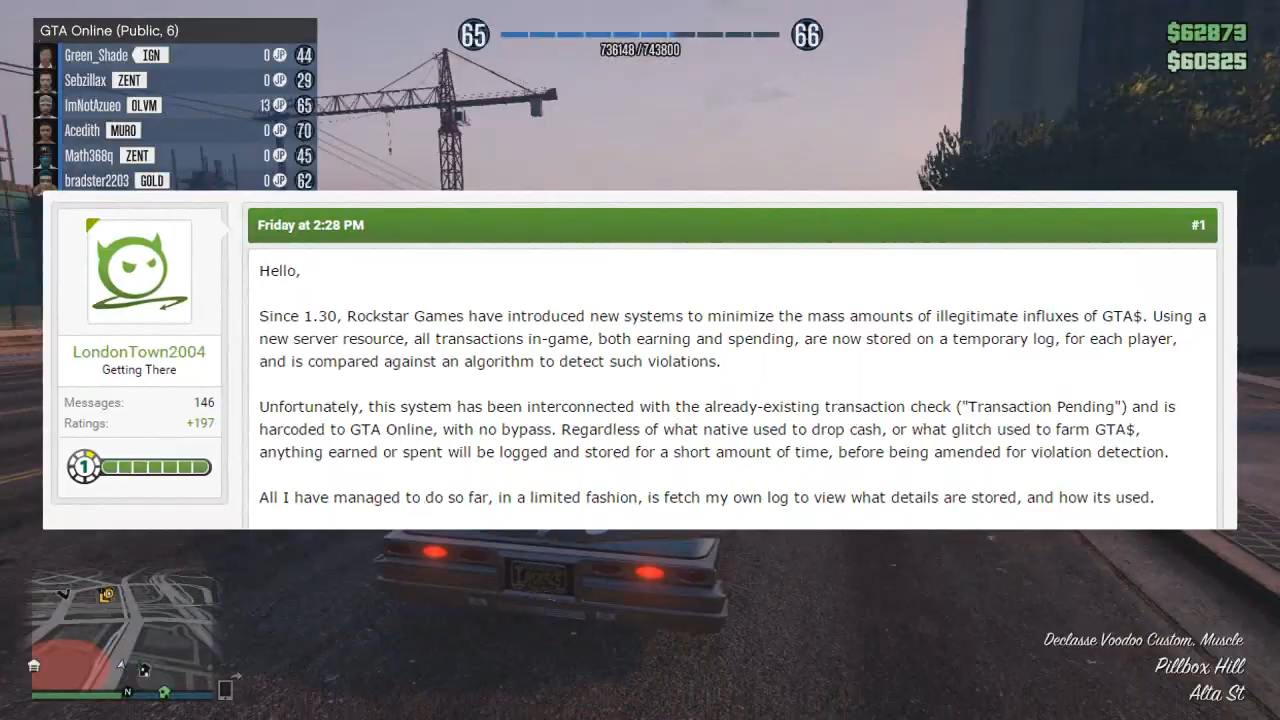 GTA Online (Public, 6)
Green_Shade IGN 0 JP 44
Sebzillax ZENT 0 JP 29
ImNotAzueo OLVM 13 JP 65
Acedith MURO 0 JP 70
Math368q ZENT 0 JP 45
bradster2203 GOLD 0 JP 62
65 66
736148/743800
$62873
$60325
Friday at 2:28 PM #1
LondonTown2004
Getting There
Messages: 146
Ratings: +197
1
Hello,
Since 1.30, Rockstar Games have introduced new systems to minimize the mass amounts of illegitimate influxes of GTA$. Using a
new server resource, all transactions in-game, both earning and spending, are now stored on a temporary log, for each player,
and is compared against an algorithm to detect such violations.
Unfortunately, this system has been interconnected with the already-existing transaction check ("Transaction Pending") and is
harcoded to GTA Online, with no bypass. Regardless of what native used to drop cash, or what glitch used to farm GTA$,
anything earned or spent will be logged and stored for a short amount of time, before being amended for violation detection.
All I have managed to do so far, in a limited fashion, is fetch my own log to view what details are stored, and how its used.
N
Declasse Voodoo Custom, Muscle
Pillbox Hill
Alta St